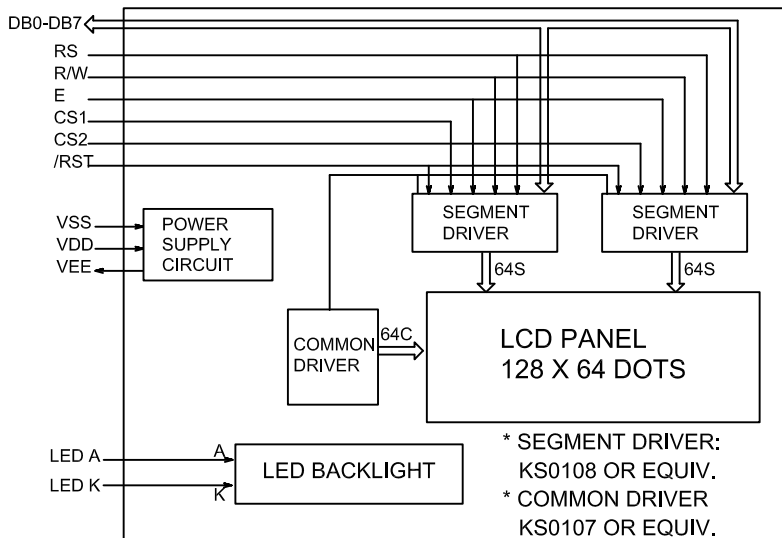 DB0-DB7
RS
R/W
E
CS1
CS2
/RST
SEGMENT
DRIVER
SEGMENT
DRIVER
VSS
VDD
VEE
POWER
SUPPLY
CIRCUIT
64S
64S
COMMON
DRIVER
64C
LCD PANEL
128 X 64 DOTS
LED A
A
LED K
K
LED BACKLIGHT
* SEGMENT DRIVER:
KS0108 OR EQUIV.
* COMMON DRIVER
KS0107 OR EQUIV.